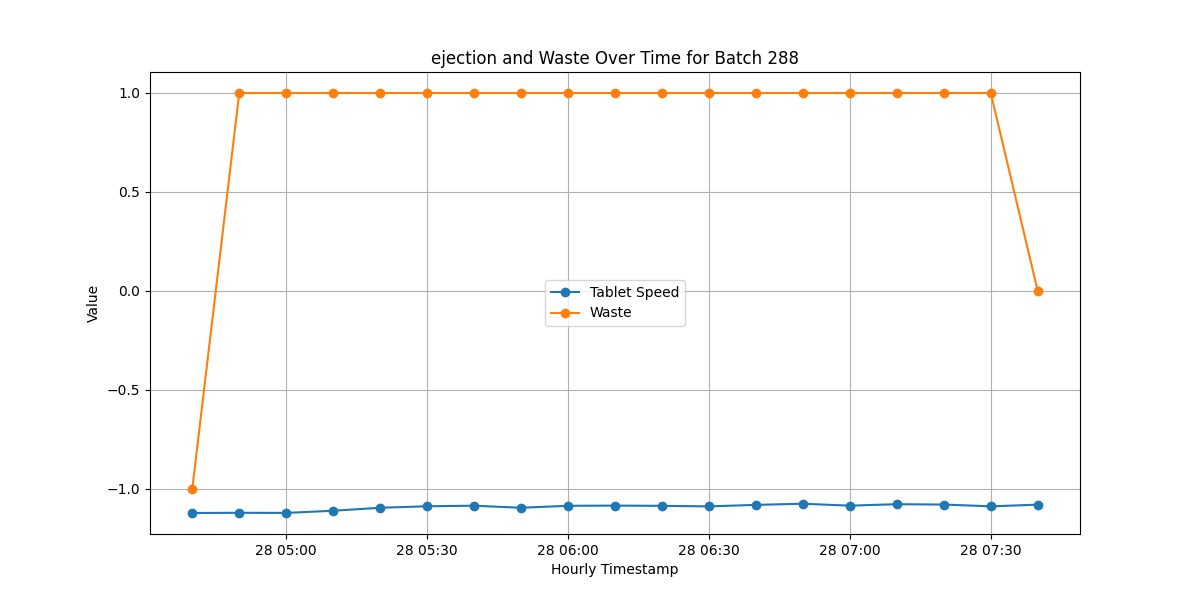 ejection and Waste Over Time for Batch 288
1.0
0.5
0.0
−0.5
−1.0
Value
Tablet Speed
Waste
28 05:00 28 05:30 28 06:00 28 06:30 28 07:00 28 07:30
Hourly Timestamp